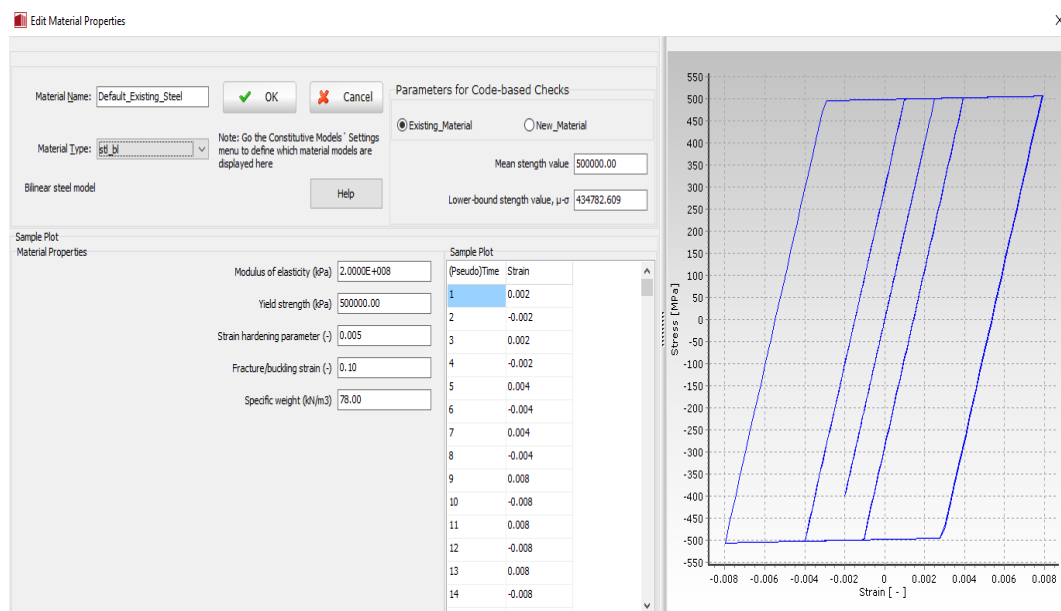 Edit Material Properties
X
Material Name: Default_Existing_Steel
OK
Cancel
Material Type: stl_bl
Note: Go the Constitutive Models` Settings
menu to define which material models are
displayed here
Bilinear steel model
Help
Parameters for Code-based Checks
Existing_Material
New_Material
Mean stength value 500000.00
Lower-bound stength value, μ-σ 434782.609
Sample Plot
Material Properties
Modulus of elasticity (kPa) 2.0000E+008
Yield strength (kPa) 500000.00
Strain hardening parameter (-) 0.005
Fracture/buckling strain (-) 0.10
Specific weight (kN/m3) 78.00
Sample Plot
(Pseudo)Time Strain
1 0.002
2 -0.002
3 0.002
4 -0.002
5 0.004
6 -0.004
7 0.004
8 -0.004
9 0.008
10 -0.008
11 0.008
12 -0.008
13 0.008
14 -0.008
Stress [MPa]
550
500
450
400
350
300
250
200
150
100
50
0
-50
-100
-150
-200
-250
-300
-350
-400
-450
-500
-550
-0.008 -0.006 -0.004 -0.002 0 0.002 0.004 0.006 0.008
Strain [ - ]